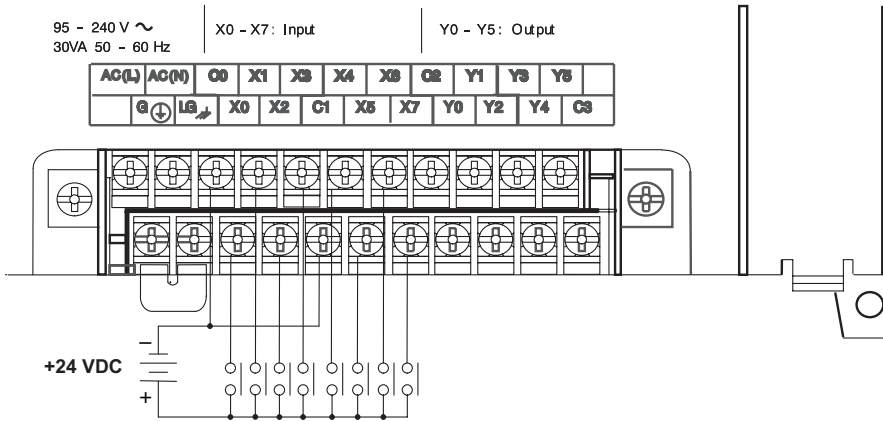 95 - 240 V ~
30VA 50 - 60 Hz
X0 - X7: Input
Y0 - Y5: Output
AC(L) AC(N) C0 X1 X3 X4 X6 C2 Y1 Y3 Y5
G LG X0 X2 C1 X5 X7 Y0 Y2 Y4 C3
−
+24 VDC
+